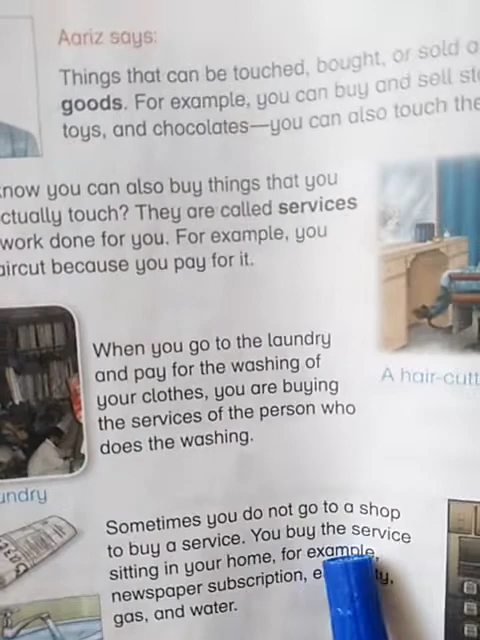 Aariz says:
Things that can be touched, bought, or sold
goods. For example, you can buy and sell
toys, and chocolates—you can also touch
know you can also buy things that you
actually touch? They are called services
work done for you. For example, you
haircut because you pay for it.
When you go to the laundry
and pay for the washing of
your clothes, you are buying
the services of the person who
does the washing.
A hair-cutt
undry
Sometimes you do not go to a shop
to buy a service. You buy the service
sitting in your home, for example,
newspaper subscription,
gas, and water.